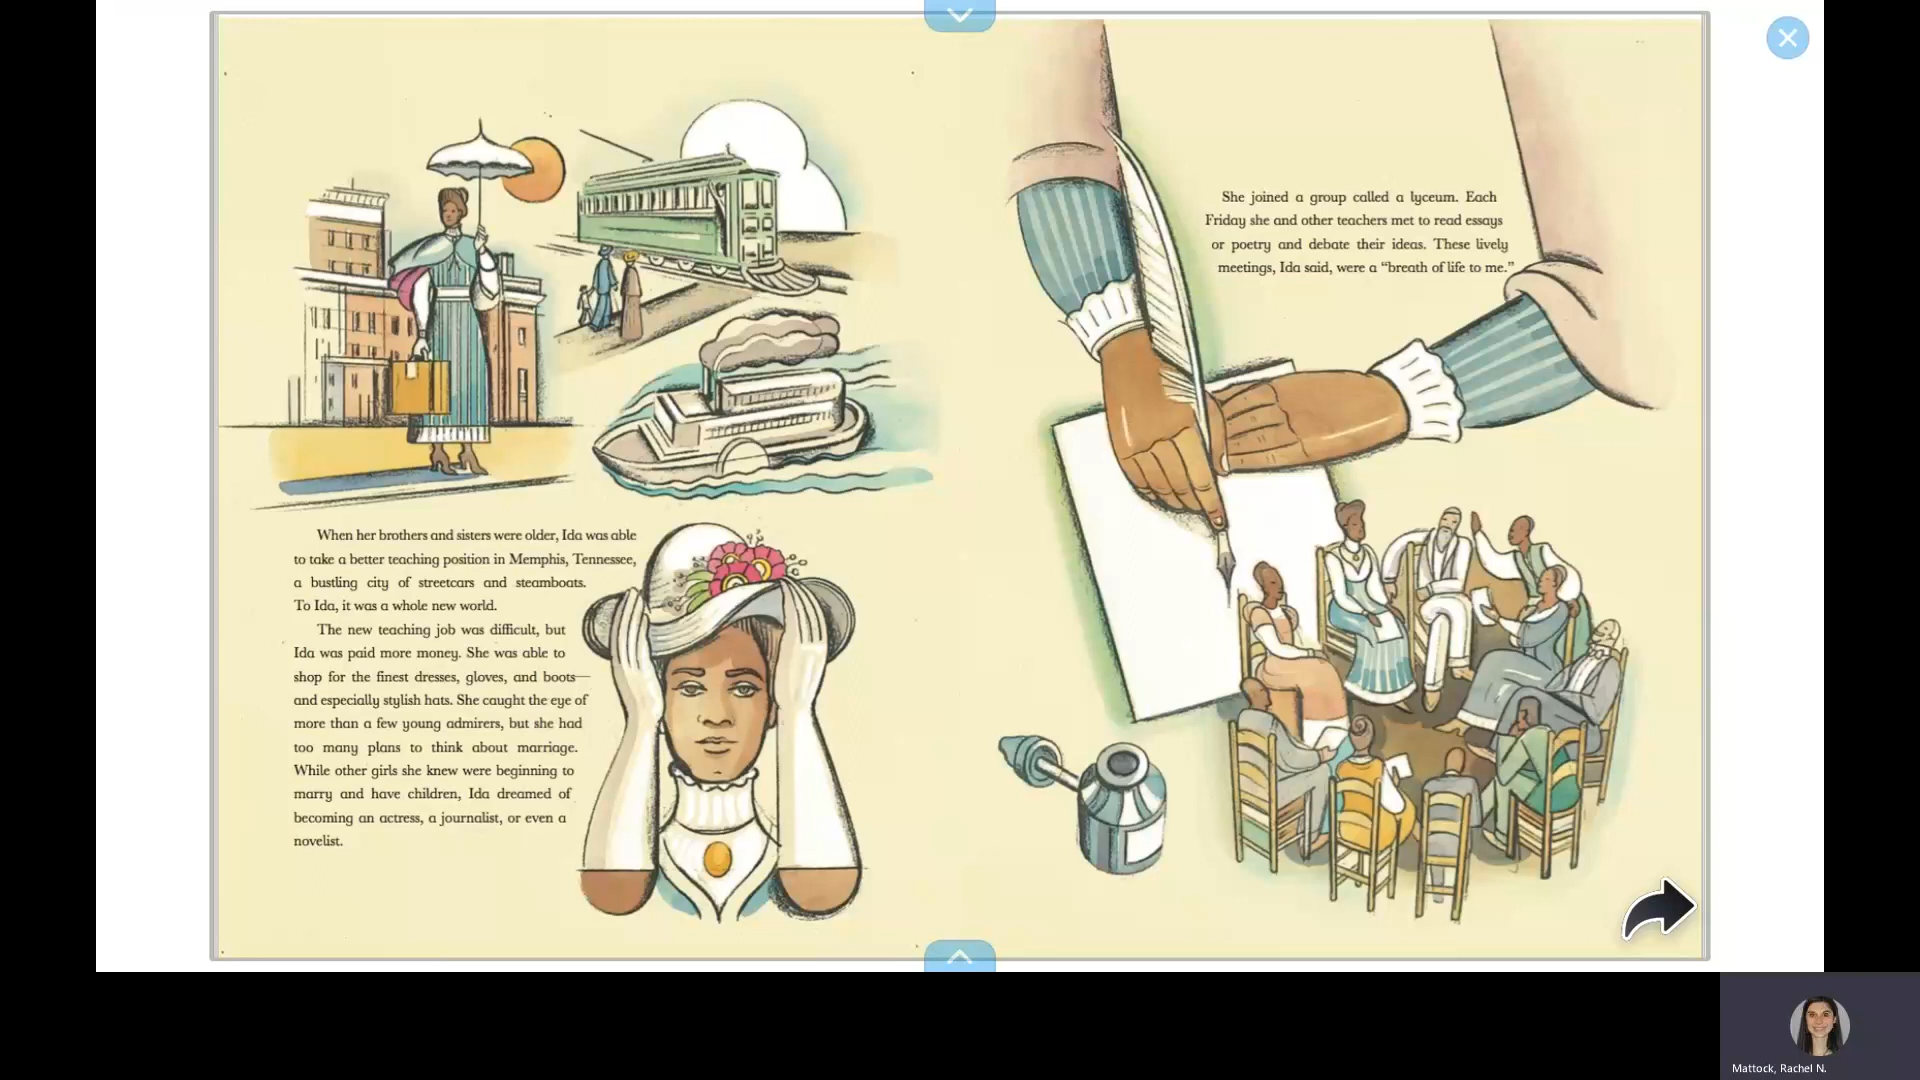 When her brothers and sisters were older, Ida was able
to take a better teaching position in Memphis, Tennessee,
a bustling city of streetcars and steamboats.
To Ida, it was a whole new world.
The new teaching job was difficult, but
Ida was paid more money. She was able to
shop for the finest dresses, gloves, and boots—
and especially stylish hats. She caught the eye of
more than a few young admirers, but she had
too many plans to think about marriage.
While other girls she knew were beginning to
marry and have children, Ida dreamed of
becoming an actress, a journalist, or even a
novelist.
She joined a group called a lyceum. Each
Friday she and other teachers met to read essays
or poetry and debate their ideas. These lively
meetings, Ida said, were a “breath of life to me.”
Mattock, Rachel N.